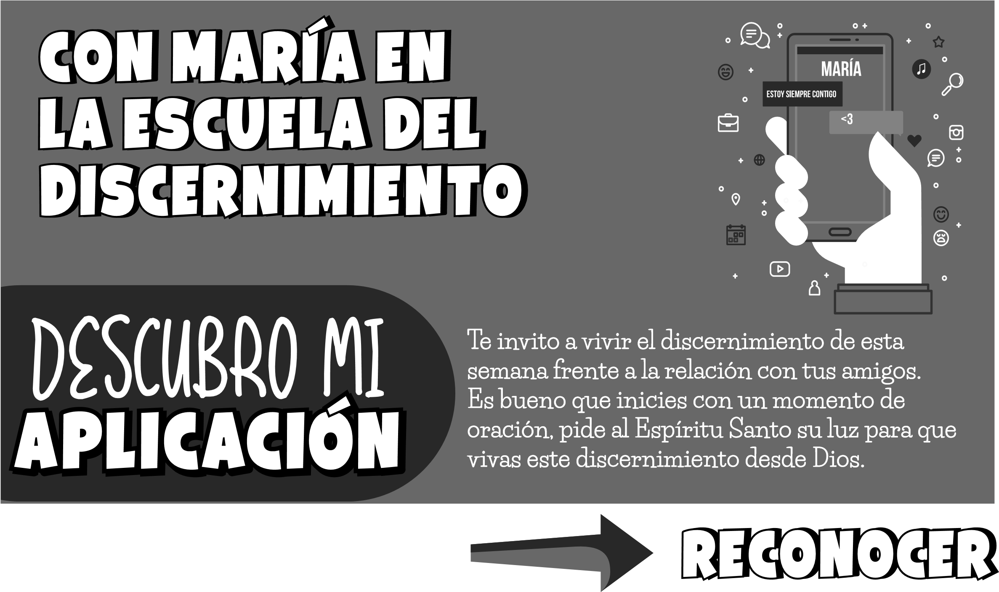 CON MARÍA EN
LA ESCUELA DEL
DISCERNIMIENTO
MARÍA
ESTOY SIEMPRE CONTIGO
<3
DESCUBRO MI
APLICACIÓN
Te invito a vivir el discernimiento de esta
semana frente a la relación con tus amigos.
Es bueno que inicies con un momento de
oración, pide al Espíritu Santo su luz para que
vivas este discernimiento desde Dios.
RECONOCER